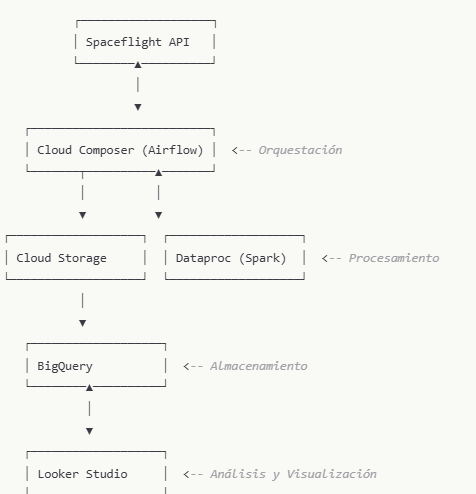 Spaceflight API
Cloud Composer (Airflow) <-- Orquestación
Cloud Storage Dataproc (Spark) <-- Procesamiento
BigQuery <-- Almacenamiento
Looker Studio <-- Análisis y Visualización